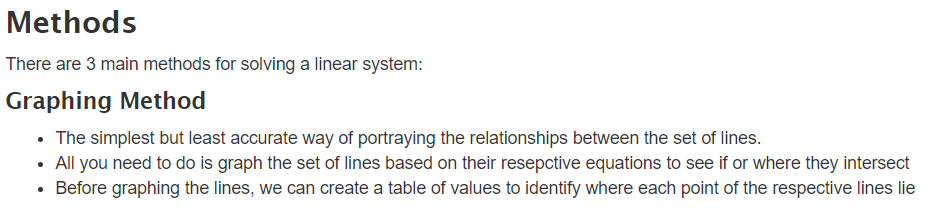 Methods
There are 3 main methods for solving a linear system:
Graphing Method
• The simplest but least accurate way of portraying the relationships between the set of lines.
• All you need to do is graph the set of lines based on their resepctive equations to see if or where they intersect
• Before graphing the lines, we can create a table of values to identify where each point of the respective lines lie